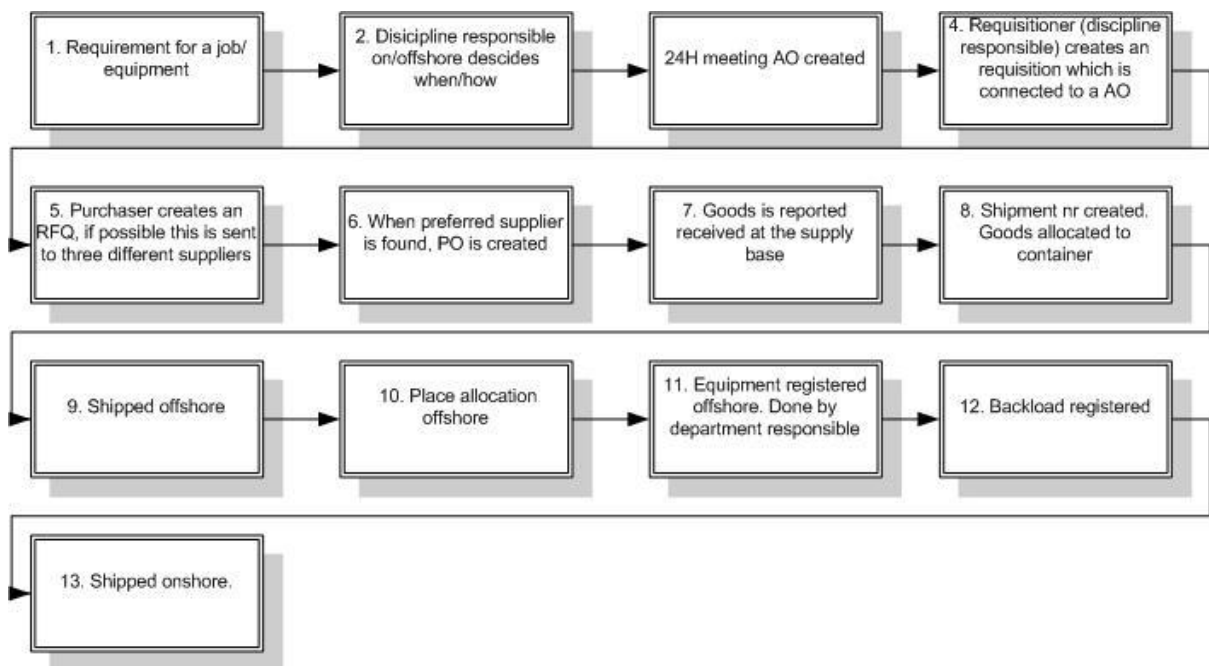 1. Requirement for a job/
equipment
2. Disicipline responsible
on/offshore descides
when/how
24H meeting AO created
4. Requisitioner (discipline
responsible) creates an
requisition which is
connected to a AO
5. Purchaser creates an
RFQ, if possible this is sent
to three different suppliers
6. When preferred supplier
is found, PO is created
7. Goods is reported
received at the supply
base
8. Shipment nr created.
Goods allocated to
container
9. Shipped offshore
10. Place allocation
offshore
11. Equipment registered
offshore. Done by
department responsible
12. Backload registered
13. Shipped onshore.